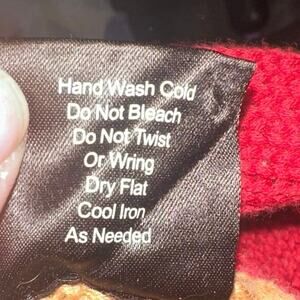 Hand Wash Cold
Do Not Bleach
Do Not Twist
Or Wring
Dry Flat
Cool Iron
As Needed